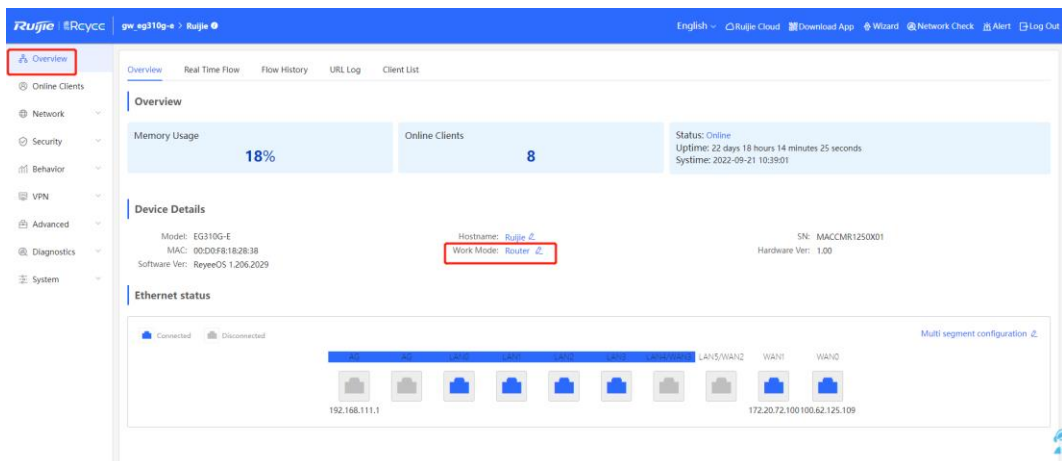 Ruijie | Rcycc gw_eg310g-e > Ruijie English Ruijie Cloud Download App Wizard Network Check Alert Log Out
Overview
Online Clients
Network
Security
Behavior
VPN
Advanced
Diagnostics
System
Overview Real Time Flow Flow History URL Log Client List
Overview
Memory Usage
18%
Online Clients
8
Status: Online
Uptime: 22 days 18 hours 14 minutes 25 seconds
Systime: 2022-09-21 10:39:01
Device Details
Model: EG310G-E Hostname: Ruijie SN: MACCMR1250X01
MAC: 00:D0:F8:18:28:38 Work Mode: Router Hardware Ver: 1.00
Software Ver: ReyeeOS 1.206.2029
Ethernet status
Connected Disconnected Multi segment configuration
AG AG LAN0 LAN1 LAN2 LAN3 LAN4/WAN3 LAN5/WAN2 WAN1 WAN0
192.168.111.1 172.20.72.100 100.62.125.109